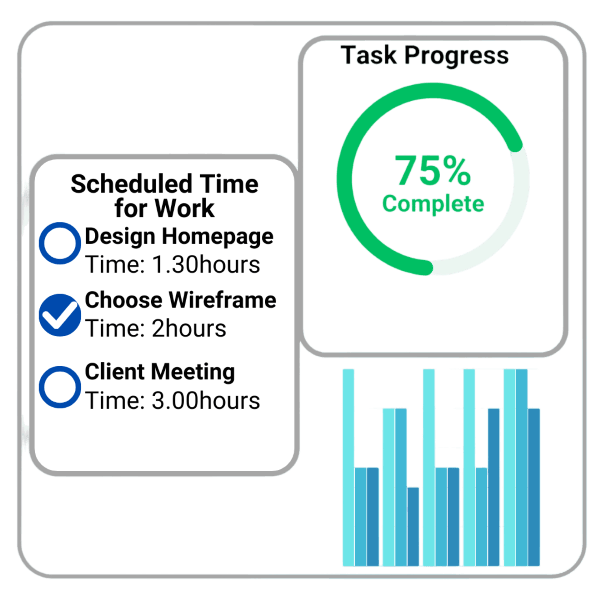 Task Progress
75%
Complete
Scheduled Time
for Work
Design Homepage
Time: 1.30hours
Choose Wireframe
Time: 2hours
Client Meeting
Time: 3.00hours